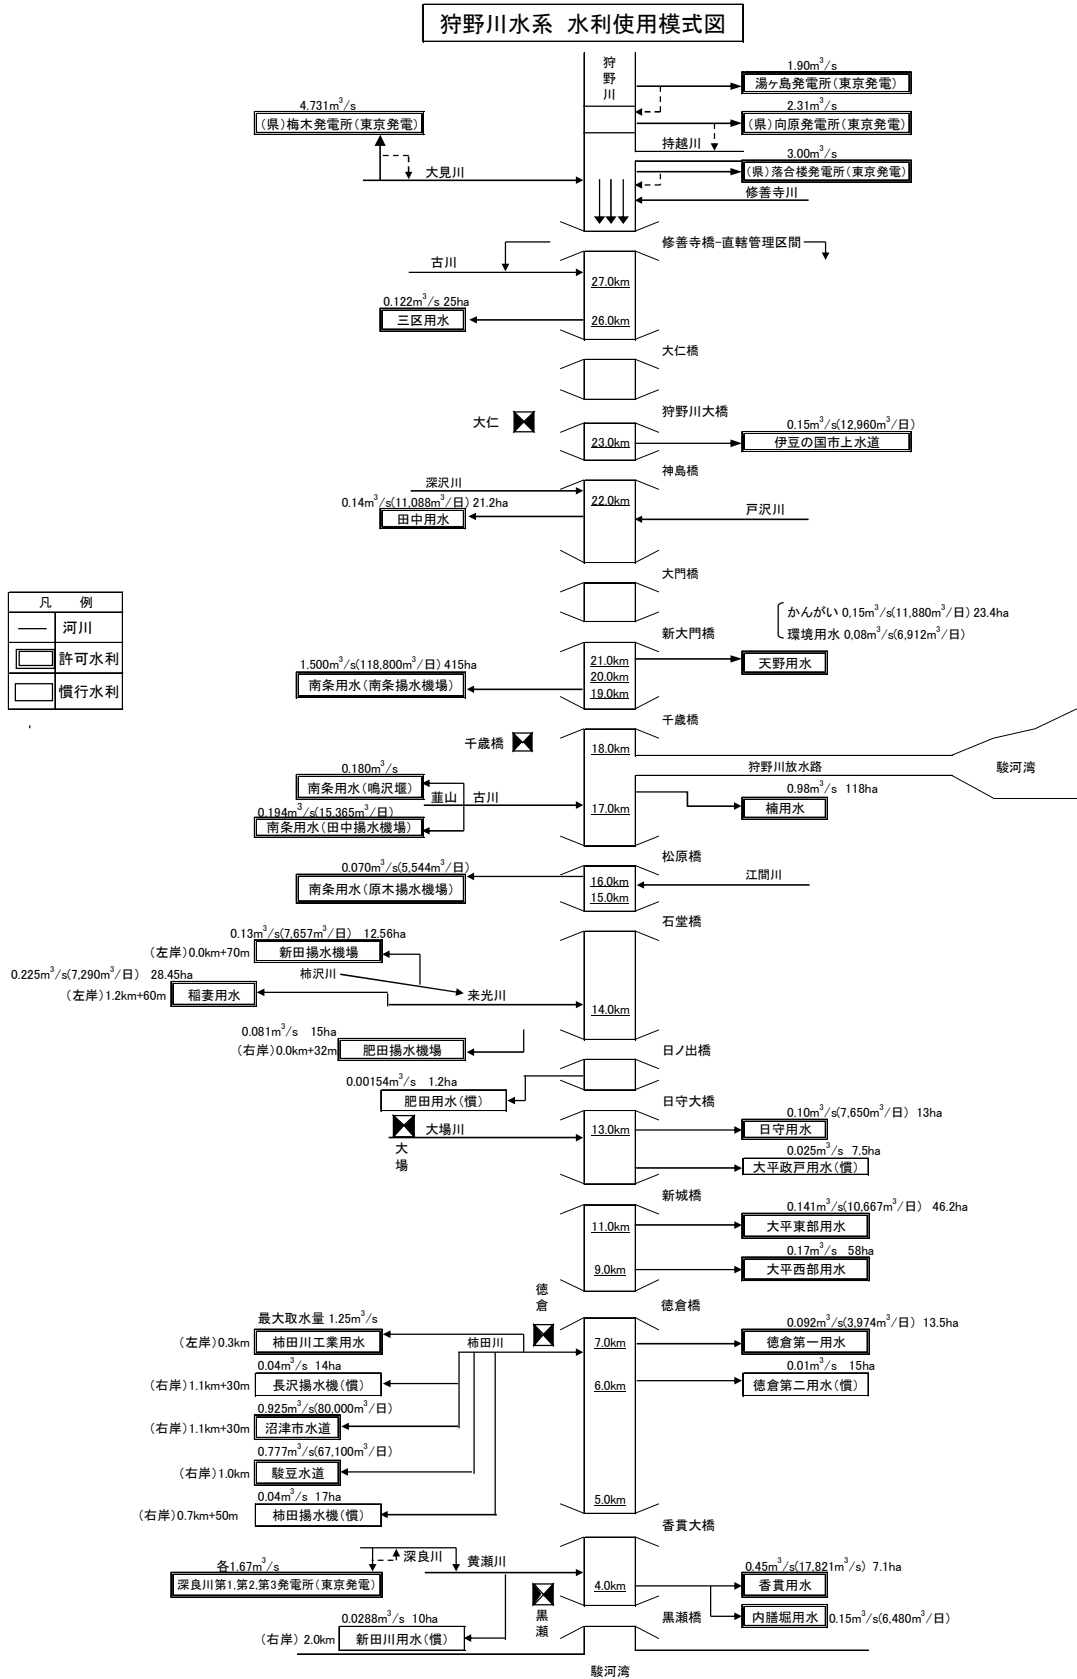 狩野川水系 水利使用模式図
狩野川
1.90m³/s
湯ヶ島発電所(東京発電)
4.731m³/s
(県)梅木発電所(東京発電)
2.31m³/s
(県)向原発電所(東京発電)
持越川
3.00m³/s
(県)落合楼発電所(東京発電)
大見川
修善寺川
修善寺橋-直轄管理区間
古川
27.0km
0.122m³/s 25ha
三区用水
26.0km
大仁橋
狩野川大橋
大仁
0.15m³/s(12,960m³/日)
23.0km
伊豆の国市上水道
神島橋
深沢川
0.14m³/s(11,088m³/日) 21.2ha
22.0km
田中用水
戸沢川
大門橋
凡 例
河川
許可水利
慣行水利
かんがい 0,15m³/s(11,880m³/日) 23.4ha
環境用水 0,08m³/s(6,912m³/日)
新大門橋
1.500m³/s(118,800m³/日) 415ha
21.0km
天野用水
南条用水(南条揚水機場)
20.0km
19.0km
千歳橋
千歳橋
18.0km
狩野川放水路
駿河湾
0.180m³/s
南条用水(鳴沢堰)
0.98m³/s 118ha
韮山 古川
17.0km
楠用水
0.194m³/s(15,365m³/日)
南条用水(田中揚水機場)
松原橋
0.070m³/s(5,544m³/日)
16.0km
江間川
南条用水(原木揚水機場)
15.0km
石堂橋
0.13m³/s(7,657m³/日) 12.56ha
(左岸)0.0km+70m
新田揚水機場
0.225m³/s(7,290m³/日) 28.45ha
柿沢川
(左岸)1.2km+60m
稲妻用水
来光川
14.0km
0.081m³/s 15ha
(右岸)0.0km+32m
肥田揚水機場
日ノ出橋
0.00154m³/s 1.2ha
肥田用水(慣)
日守大橋
0.10m³/s(7,650m³/日) 13ha
大場川
大場
13.0km
日守用水
0.025m³/s 7.5ha
大平政戸用水(慣)
新城橋
0.141m³/s(10,667m³/日) 46.2ha
11.0km
大平東部用水
0.17m³/s 58ha
9.0km
大平西部用水
徳倉
徳倉橋
最大取水量 1.25m³/s
0.092m³/s(3,974m³/日) 13.5ha
(左岸)0.3km
柿田川工業用水
柿田川
7.0km
徳倉第一用水
0.04m³/s 14ha
0.01m³/s 15ha
(右岸)1.1km+30m
長沢揚水機(慣)
6.0km
徳倉第二用水(慣)
0.925m³/s(80,000m³/日)
(右岸)1.1km+30m
沼津市水道
0.777m³/s(67,100m³/日)
(右岸)1.0km
駿豆水道
0.04m³/s 17ha
5.0km
(右岸)0.7km+50m
柿田揚水機(慣)
香貫大橋
深良川
黄瀬川
各1.67m³/s
深良川第1,第2,第3発電所(東京発電)
0.45m³/s(17,821m³/s) 7.1ha
4.0km
香貫用水
黒瀬
黒瀬橋
内膳堀用水
0.15m³/s(6,480m³/日)
0.0288m³/s 10ha
(右岸) 2.0km
新田川用水(慣)
駿河湾